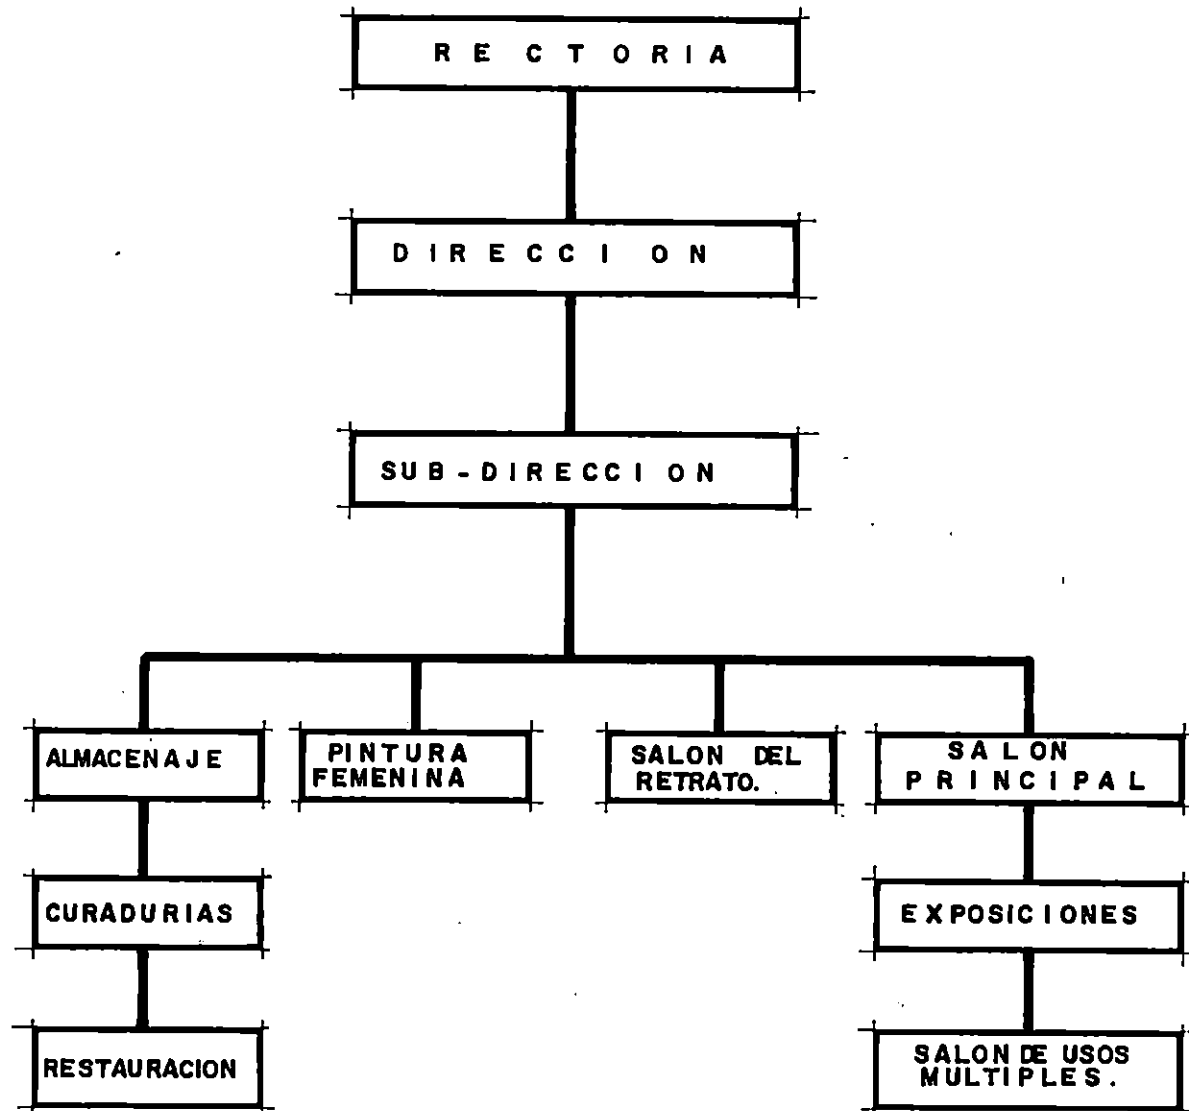 RECTORIA
DIRECCION
SUB-DIRECCION
ALMACENAJE
PINTURA
FEMENINA
SALON DEL
RETRATO.
SALON
PRINCIPAL
CURADURIAS
EXPOSICIONES
RESTAURACION
SALON DE USOS
MULTIPLES.